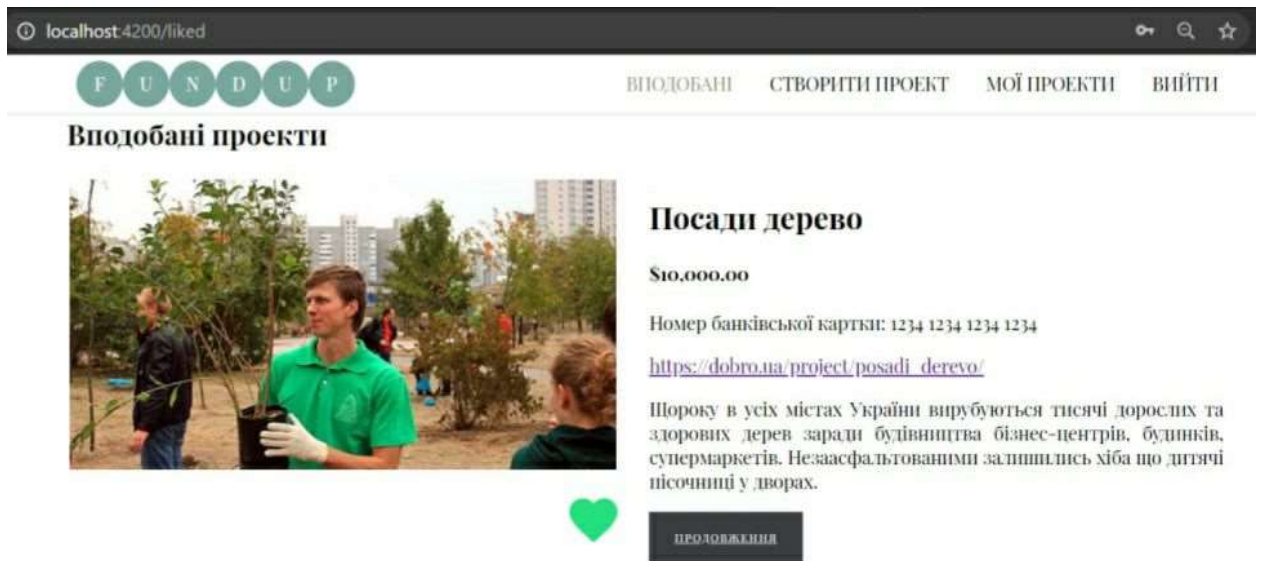 localhost:4200/liked
FUNDUP
ВПОДОБАНІ СТВОРИТИ ПРОЕКТ МОЇ ПРОЕКТИ ВИЙТИ
Вподобані проекти
Посади дерево
$10,000.00
Номер банківської картки: 1234 1234 1234 1234
https://dobro.ua/project/posadi_derevo/
Щороку в усіх містах України вирубуються тисячі дорослих та
здорових дерев заради будівництва бізнес-центрів, будинків,
супермаркетів. Незаасфальтованими залишились хіба що дитячі
пісочниці у дворах.
ПРОДОВЖЕННЯ